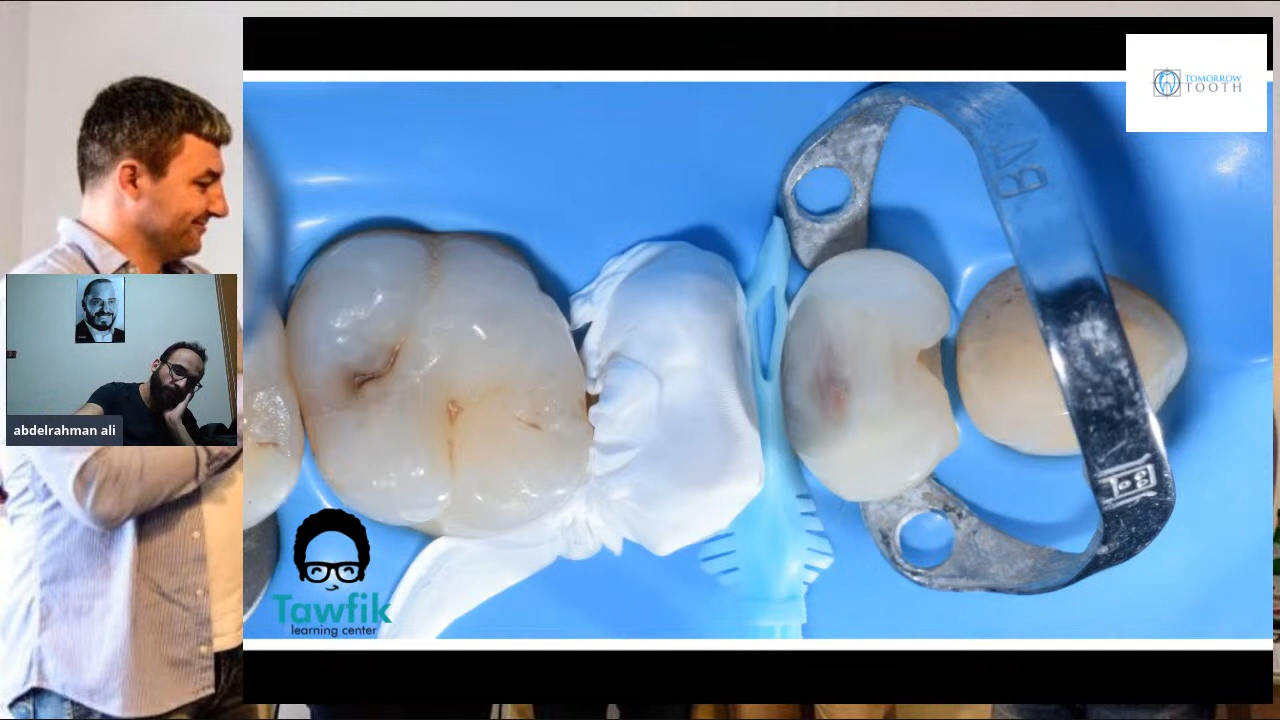 TOMORROW
TOOTH
abdelrahman ali
Tawfik
learning center